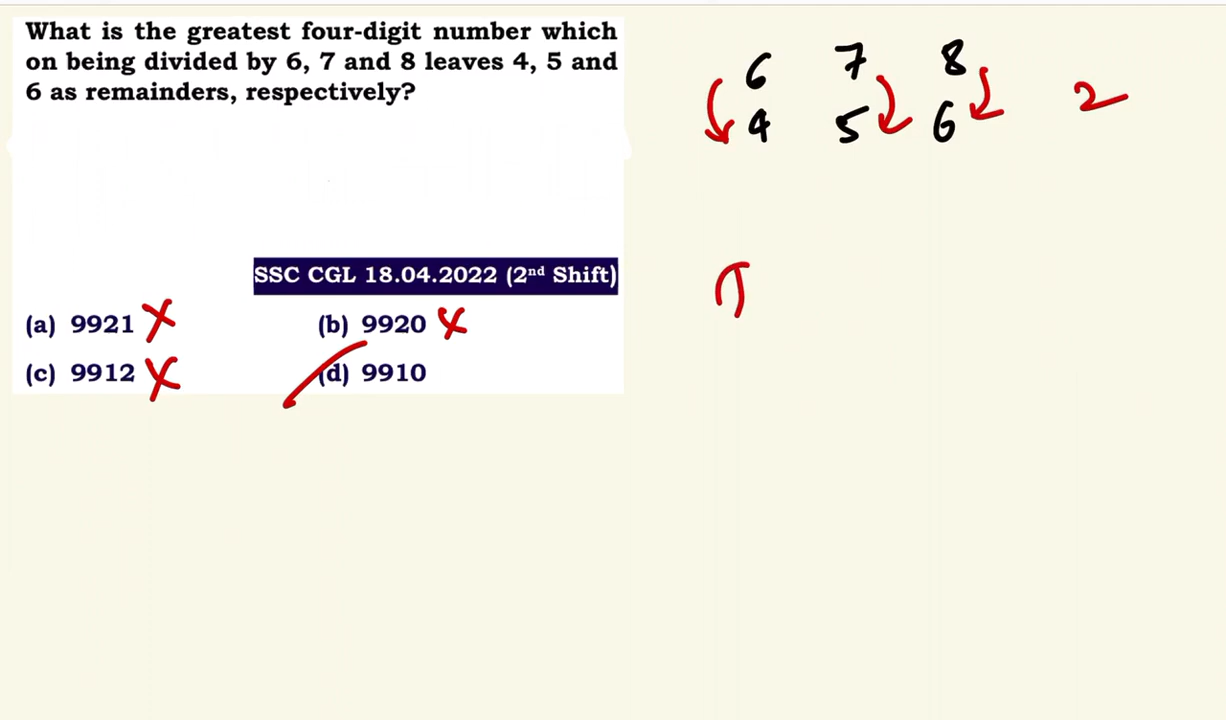 What is the greatest four-digit number which
on being divided by 6, 7 and 8 leaves 4, 5 and
6 as remainders, respectively?
SSC CGL 18.04.2022 (2nd Shift)
(a) 9921 (b) 9920
(c) 9912 (d) 9910
6 7 8
4 5 6 2